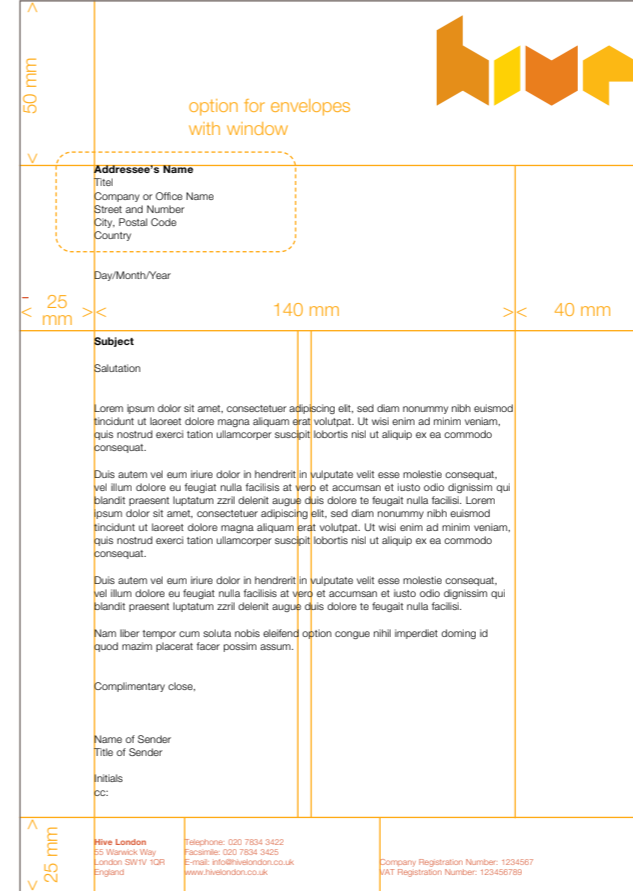 hive
50 mm
option for envelopes
with window
Addressee's Name
Titel
Company or Office Name
Street and Number
City, Postal Code
Country
Day/Month/Year
25
mm
140 mm
40 mm
Subject
Salutation
Lorem ipsum dolor sit amet, consectetuer adipiscing elit, sed diam nonummy nibh euismod
tincidunt ut laoreet dolore magna aliquam erat volutpat. Ut wisi enim ad minim veniam,
quis nostrud exerci tation ullamcorper suscipit lobortis nisl ut aliquip ex ea commodo
consequat.
Duis autem vel eum iriure dolor in hendrerit in vulputate velit esse molestie consequat,
vel illum dolore eu feugiat nulla facilisis at vero et accumsan et iusto odio dignissim qui
blandit praesent luptatum zzril delenit augue duis dolore te feugait nulla facilisi. Lorem
ipsum dolor sit amet, consectetuer adipiscing elit, sed diam nonummy nibh euismod
tincidunt ut laoreet dolore magna aliquam erat volutpat. Ut wisi enim ad minim veniam,
quis nostrud exerci tation ullamcorper suscipit lobortis nisl ut aliquip ex ea commodo
consequat.
Duis autem vel eum iriure dolor in hendrerit in vulputate velit esse molestie consequat,
vel illum dolore eu feugiat nulla facilisis at vero et accumsan et iusto odio dignissim qui
blandit praesent luptatum zzril delenit augue duis dolore te feugait nulla facilisi.
Nam liber tempor cum soluta nobis eleifend option congue nihil imperdiet doming id
quod mazim placerat facer possim assum.
Complimentary close,
Name of Sender
Title of Sender
Initials
cc:
25 mm
Hive London
55 Warwick Way
London SW1V 1QR
England
Telephone: 020 7834 3422
Facsimile: 020 7834 3425
E-mail: info@hivelondon.co.uk
www.hivelondon.co.uk
Company Registration Number: 1234567
VAT Registration Number: 123456789